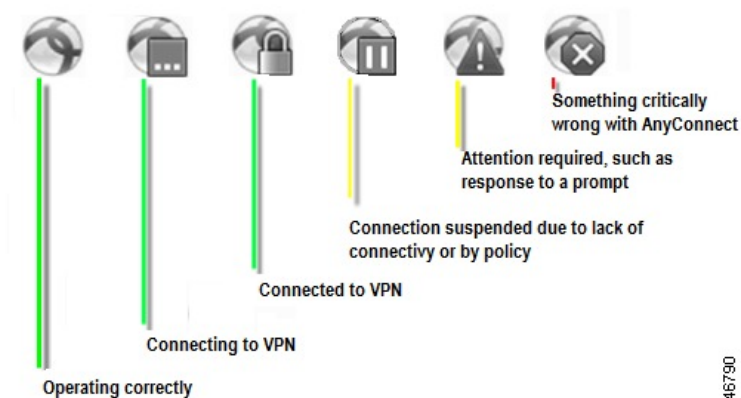 Something critically
wrong with AnyConnect
Attention required, such as
response to a prompt
Connection suspended due to lack of
connectivy or by policy
Connected to VPN
Connecting to VPN
Operating correctly
46790